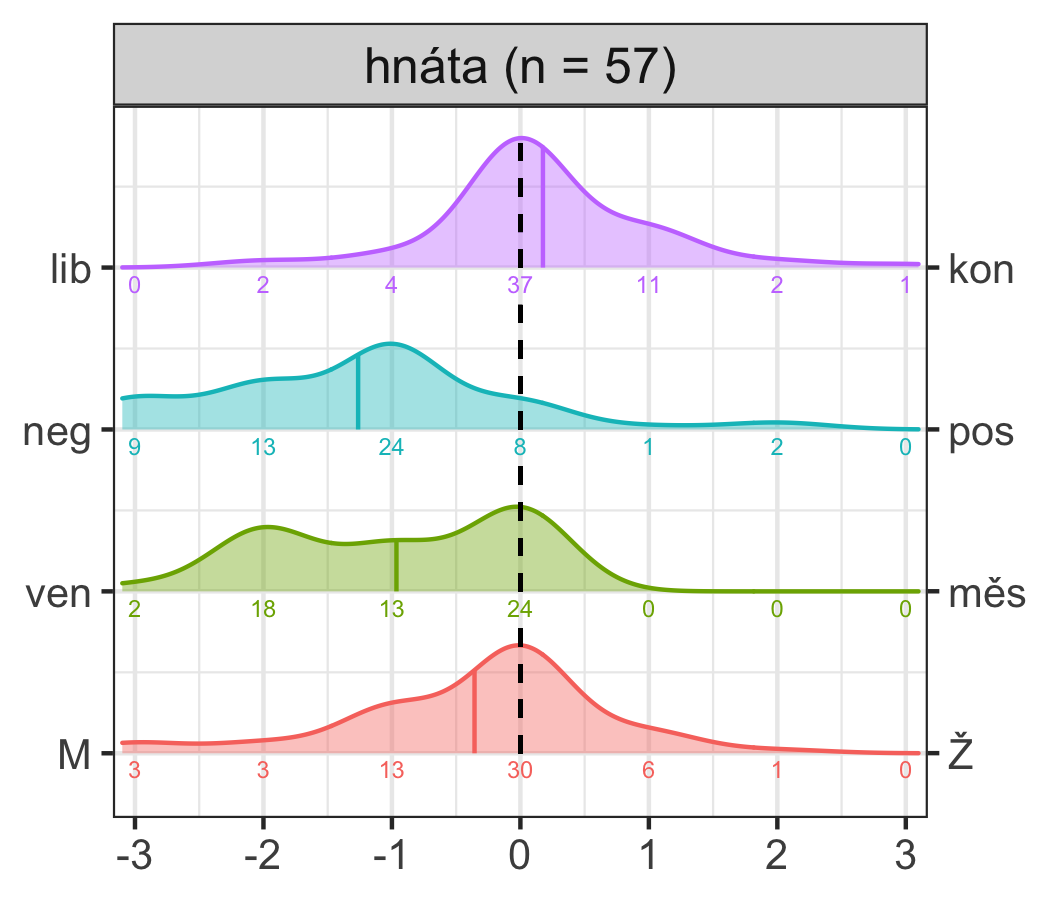 hnáta (n = 57)
lib kon
0 2 4 37 11 2 1
neg pos
9 13 24 8 1 2 0
ven měs
2 18 13 24 0 0 0
M Ž
3 3 13 30 6 1 0
-3 -2 -1 0 1 2 3